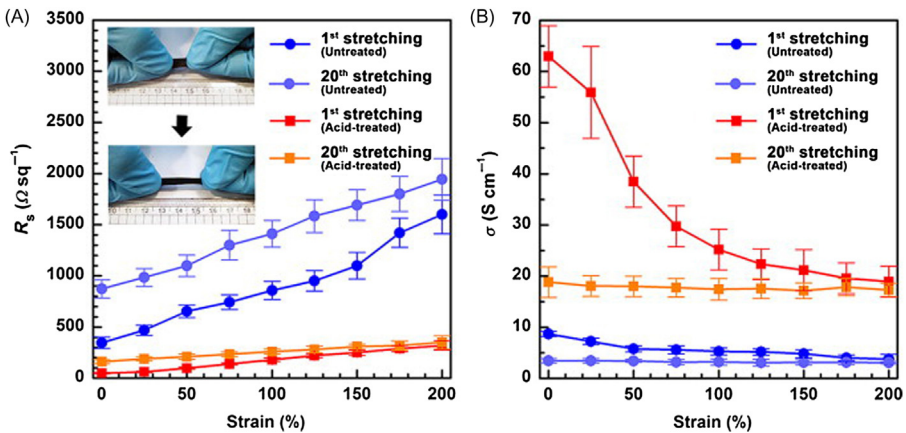 (A)
3500
3000
2500
2000
1500
1000
500
0
Rs (Ω sq⁻¹)
0 50 100 150 200
Strain (%)
1st stretching
(Untreated)
20th stretching
(Untreated)
1st stretching
(Acid-treated)
20th stretching
(Acid-treated)
(B)
70
60
50
40
30
20
10
0
σ (S cm⁻¹)
0 50 100 150 200
Strain (%)
1st stretching
(Untreated)
20th stretching
(Untreated)
1st stretching
(Acid-treated)
20th stretching
(Acid-treated)